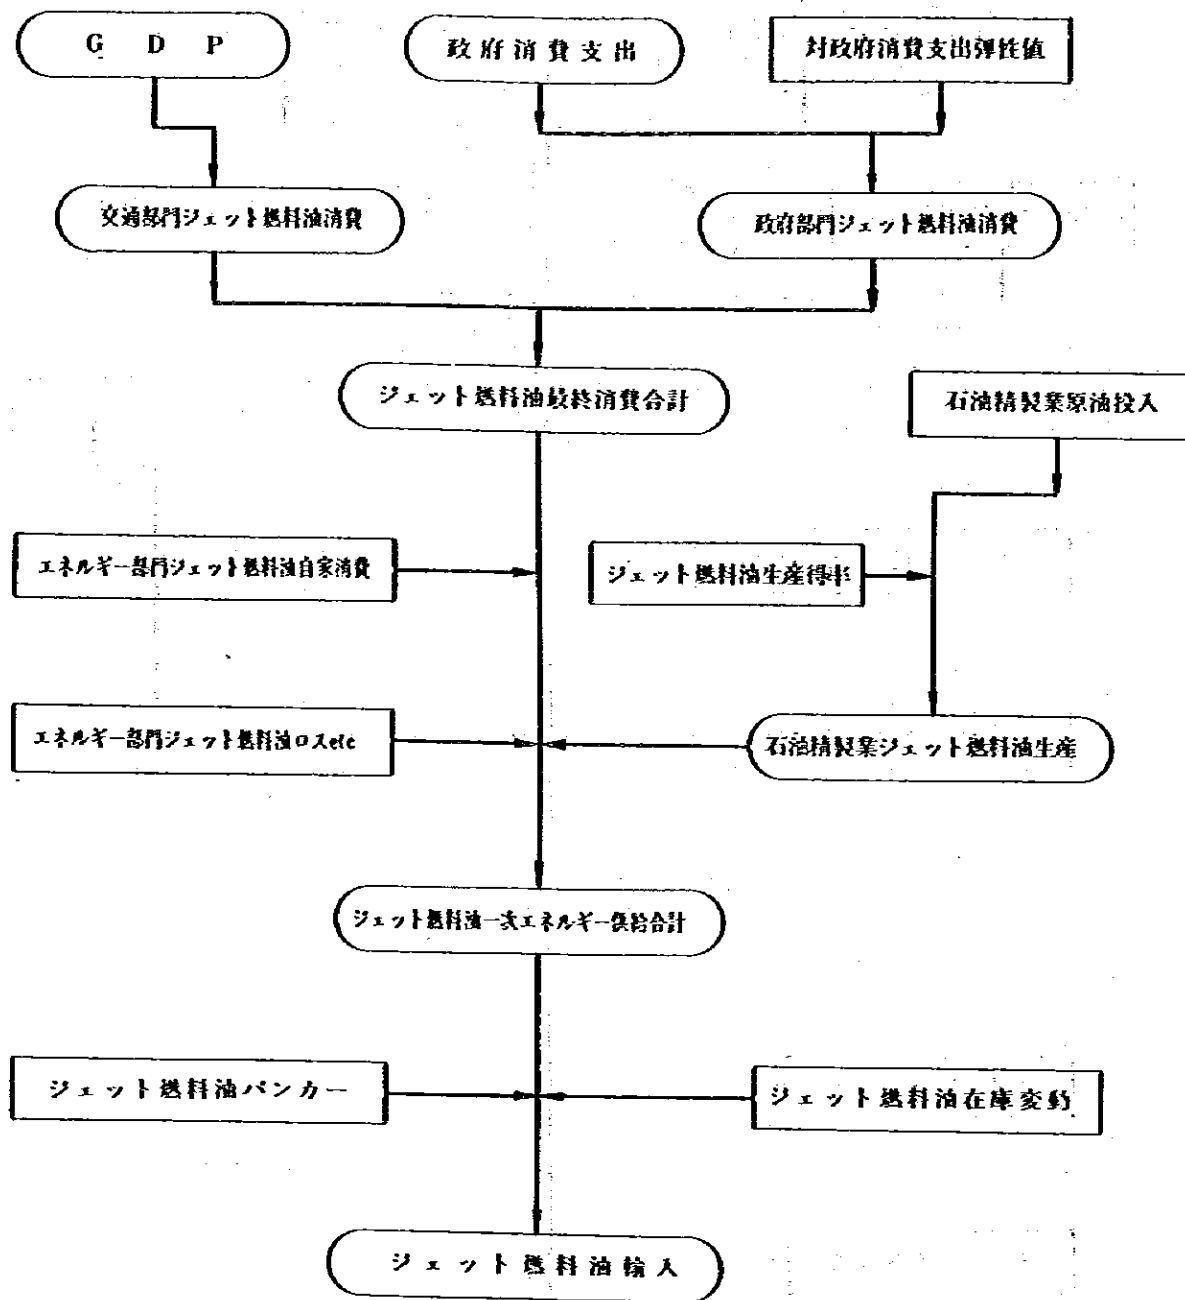 G D P
政府消費支出
対政府消費支出弾性値
交通部門ジェット燃料油消費
政府部門ジェット燃料油消費
ジェット燃料油最終消費合計
石油精製業原油投入
エネルギー部門ジェット燃料油自家消費
ジェット燃料油生産得率
エネルギー部門ジェット燃料油ロスetc
石油精製業ジェット燃料油生産
ジェット燃料油一次エネルギー供給合計
ジェット燃料油バンカー
ジェット燃料油在庫変動
ジェット燃料油輸入